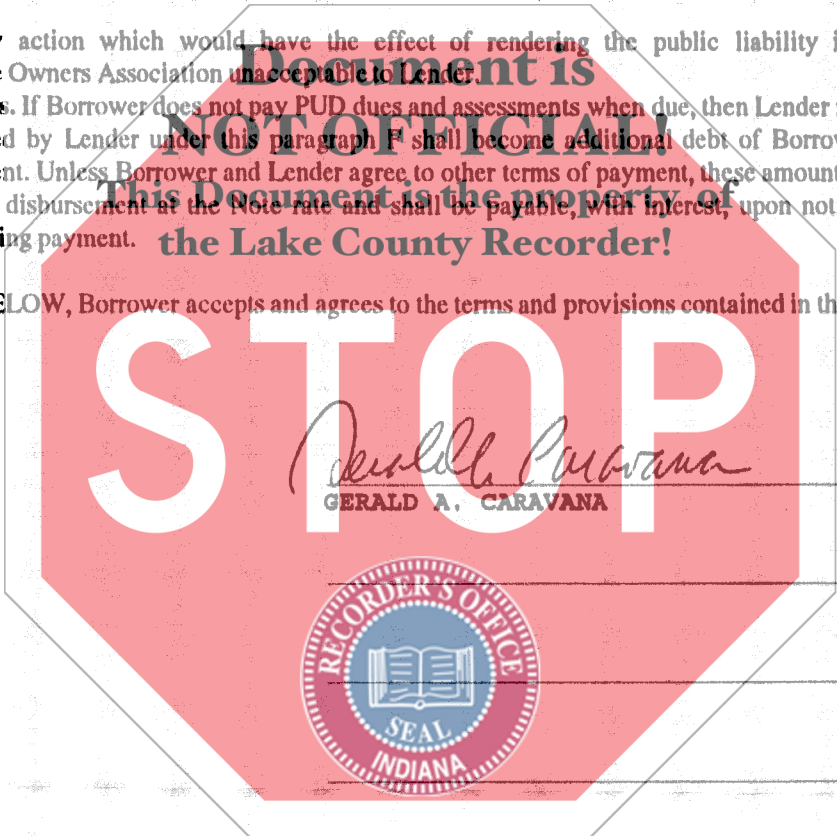 action which would have the effect of rendering the public liability
Owners Association unacceptable to Lender.
If Borrower does not pay PUD dues and assessments when due, then Lender
by Lender under this paragraph F shall become additional debt of Borrow
Unless Borrower and Lender agree to other terms of payment, these amount
disbursement at the Note rate and shall be payable, with interest, upon not
payment.
Document is
NOT OFFICIAL!
This Document is the property of
the Lake County Recorder!
ELOW, Borrower accepts and agrees to the terms and provisions contained in th
STOP
Gerald A. Caravana
GERALD A. CARAVANA
RECORDER'S OFFICE
SEAL
INDIANA